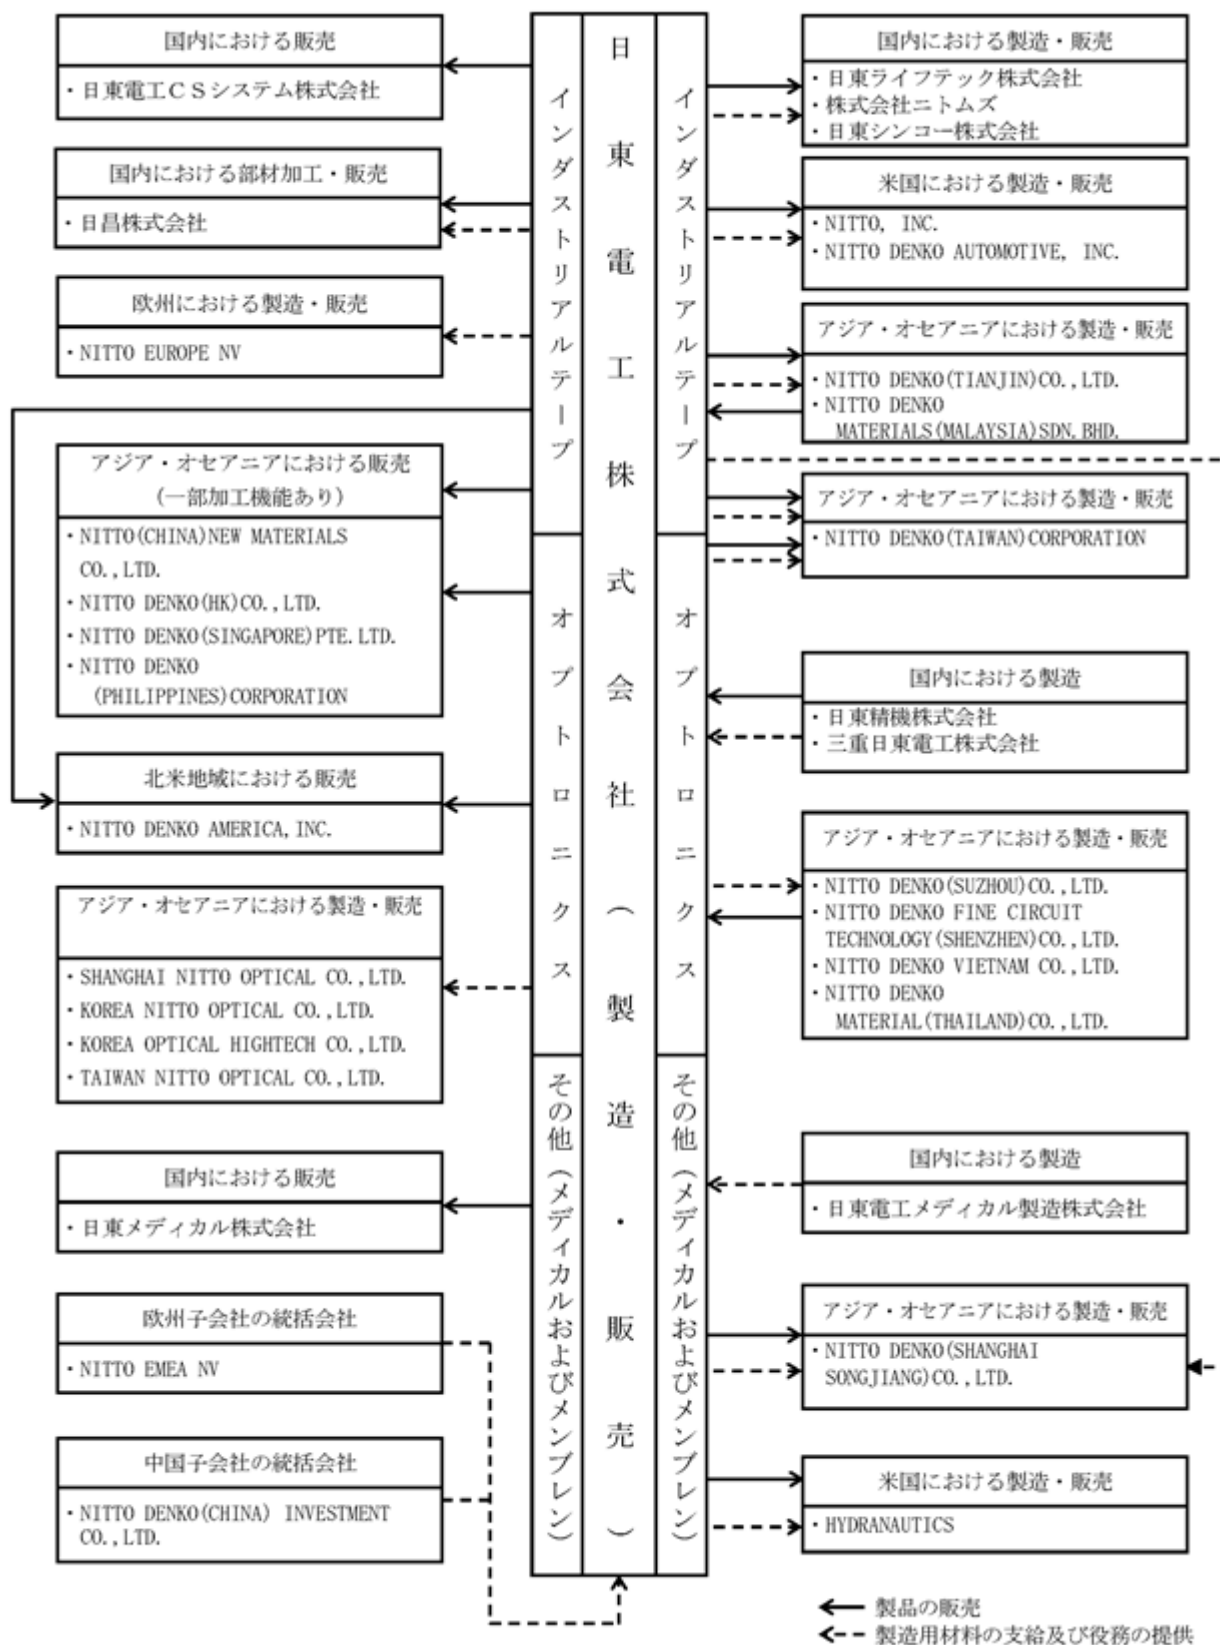 国内における販売
・日東電工CSシステム株式会社
国内における部材加工・販売
・日昌株式会社
欧州における製造・販売
・NITTO EUROPE NV
アジア・オセアニアにおける販売
(一部加工機能あり)
・NITTO(CHINA)NEW MATERIALS
CO.,LTD.
・NITTO DENKO(HK)CO.,LTD.
・NITTO DENKO(SINGAPORE)PTE.LTD.
・NITTO DENKO
(PHILIPPINES)CORPORATION
北米地域における販売
・NITTO DENKO AMERICA,INC.
アジア・オセアニアにおける製造・販売
・SHANGHAI NITTO OPTICAL CO.,LTD.
・KOREA NITTO OPTICAL CO.,LTD.
・KOREA OPTICAL HIGHTECH CO.,LTD.
・TAIWAN NITTO OPTICAL CO.,LTD.
国内における販売
・日東メディカル株式会社
欧州子会社の統括会社
・NITTO EMEA NV
中国子会社の統括会社
・NITTO DENKO(CHINA) INVESTMENT
CO.,LTD.
インダストリアルテープ
オプトロニクス
その他(メディカルおよびメンブレン)
日東電工株式会社(製造・販売)
インダストリアルテープ
オプトロニクス
その他(メディカルおよびメンブレン)
国内における製造・販売
・日東ライフテック株式会社
・株式会社ニトムズ
・日東シンコー株式会社
米国における製造・販売
・NITTO, INC.
・NITTO DENKO AUTOMOTIVE, INC.
アジア・オセアニアにおける製造・販売
・NITTO DENKO(TIANJIN)CO.,LTD.
・NITTO DENKO
MATERIALS(MALAYSIA)SDN.BHD.
アジア・オセアニアにおける製造・販売
・NITTO DENKO(TAIWAN)CORPORATION
国内における製造
・日東精機株式会社
・三重日東電工株式会社
アジア・オセアニアにおける製造・販売
・NITTO DENKO(SUZHOU)CO.,LTD.
・NITTO DENKO FINE CIRCUIT
TECHNOLOGY(SHENZHEN)CO.,LTD.
・NITTO DENKO VIETNAM CO.,LTD.
・NITTO DENKO
MATERIAL(THAILAND)CO.,LTD.
国内における製造
・日東電工メディカル製造株式会社
アジア・オセアニアにおける製造・販売
・NITTO DENKO(SHANGHAI
SONGJIANG)CO.,LTD.
米国における製造・販売
・HYDRANAUTICS
製品の販売
製造用材料の支給及び役務の提供